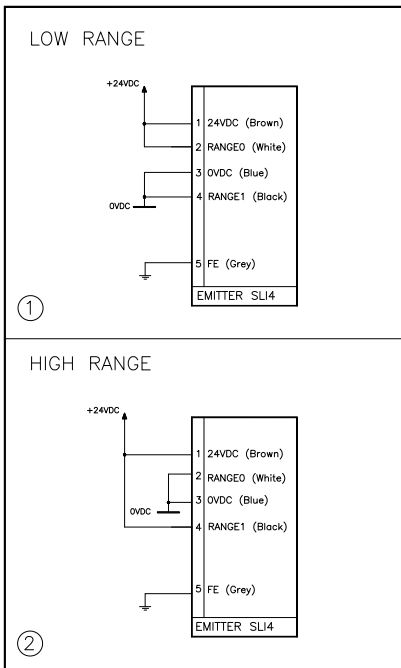 LOW RANGE
+24VDC
1 24VDC (Brown)
2 RANGE0 (White)
3 0VDC (Blue)
4 RANGE1 (Black)
0VDC
5 FE (Grey)
EMITTER SLI4
1
HIGH RANGE
+24VDC
1 24VDC (Brown)
2 RANGE0 (White)
3 0VDC (Blue)
0VDC
4 RANGE1 (Black)
5 FE (Grey)
EMITTER SLI4
2